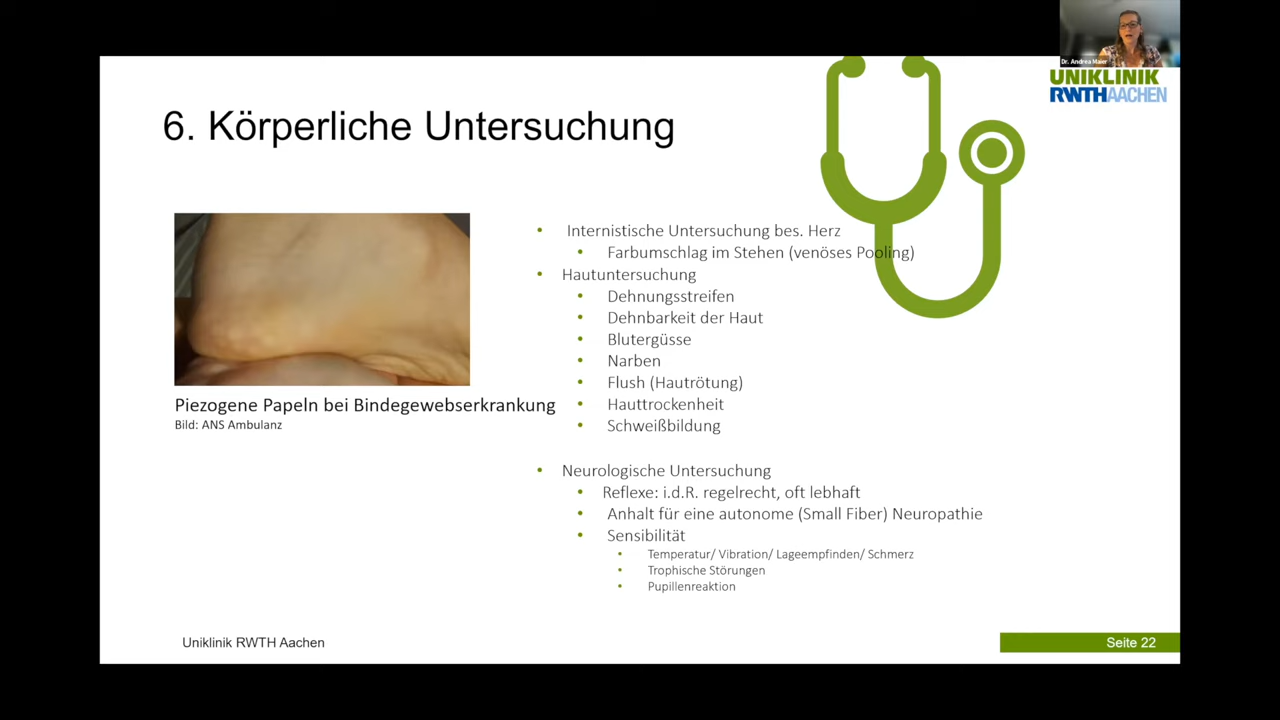 Dr. Andrea Maier
UNIKLINIK
RWTHAACHEN
6. Körperliche Untersuchung
Piezogene Papeln bei Bindegewebserkrankung
Bild: ANS Ambulanz
• Internistische Untersuchung bes. Herz
• Farbumschlag im Stehen (venöses Pooling)
• Hautuntersuchung
• Dehnungsstreifen
• Dehnbarkeit der Haut
• Blutergüsse
• Narben
• Flush (Hautrötung)
• Hauttrockenheit
• Schweißbildung
• Neurologische Untersuchung
• Reflexe: i.d.R. regelrecht, oft lebhaft
• Anhalt für eine autonome (Small Fiber) Neuropathie
• Sensibilität
• Temperatur/ Vibration/ Lageempfinden/ Schmerz
• Trophische Störungen
• Pupillenreaktion
Uniklinik RWTH Aachen
Seite 22